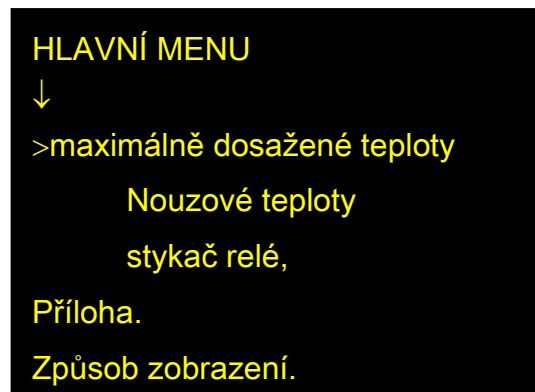 HLAVNÍ MENU
↓
>maximálně dosažené teploty
Nouzové teploty
stykač relé,
Příloha.
Způsob zobrazení.